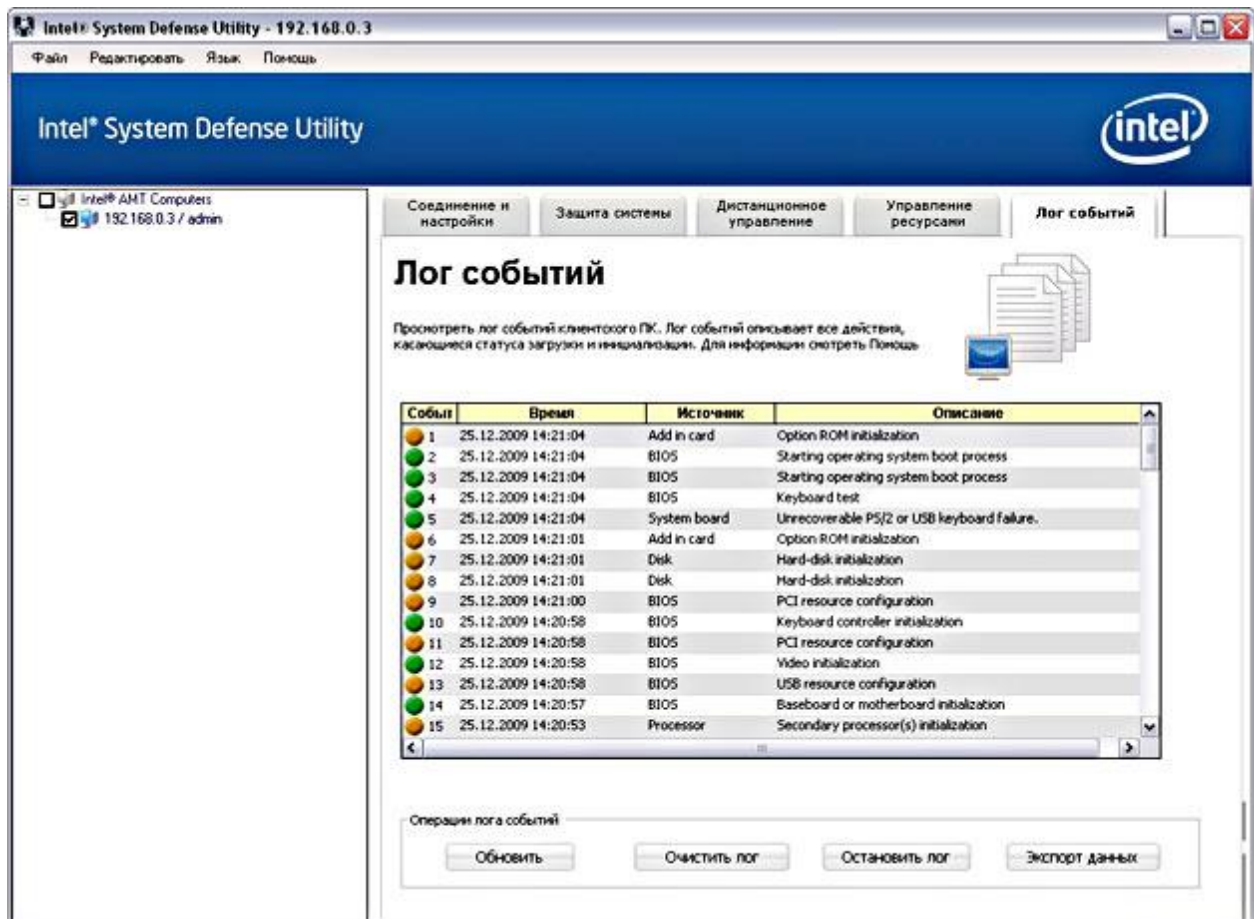 Intel® System Defense Utility - 192.168.0.3
Файл Редактировать Язык Помощь
Intel® System Defense Utility
intel
Intel® AMT Computers
192.168.0.3 / admin
Соединение и настройки
Защита системы
Дистанционное управление
Управление ресурсами
Лог событий
Лог событий
Просмотреть лог событий клиентского ПК. Лог событий описывает все действия,
касающиеся статуса загрузки и инициализации. Для информации смотреть Помощь
Событ Время Источник Описание
1 25.12.2009 14:21:04 Add in card Option ROM initialization
2 25.12.2009 14:21:04 BIOS Starting operating system boot process
3 25.12.2009 14:21:04 BIOS Starting operating system boot process
4 25.12.2009 14:21:04 BIOS Keyboard test
5 25.12.2009 14:21:04 System board Unrecoverable PS/2 or USB keyboard failure.
6 25.12.2009 14:21:01 Add in card Option ROM initialization
7 25.12.2009 14:21:01 Disk Hard-disk initialization
8 25.12.2009 14:21:01 Disk Hard-disk initialization
9 25.12.2009 14:21:00 BIOS PCI resource configuration
10 25.12.2009 14:20:58 BIOS Keyboard controller initialization
11 25.12.2009 14:20:58 BIOS PCI resource configuration
12 25.12.2009 14:20:58 BIOS Video initialization
13 25.12.2009 14:20:58 BIOS USB resource configuration
14 25.12.2009 14:20:57 BIOS Baseboard or motherboard initialization
15 25.12.2009 14:20:53 Processor Secondary processor(s) initialization
Операции лога событий
Обновить Очистить лог Остановить лог Экспорт данных